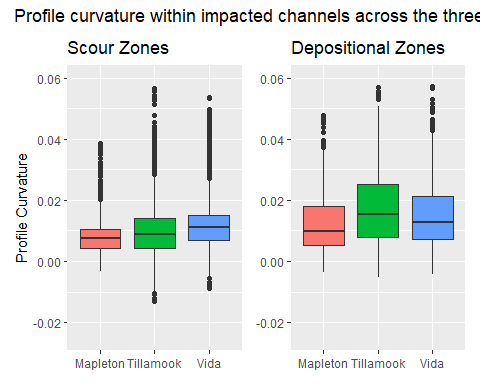 Profile curvature within impacted channels across the three
Scour Zones
Depositional Zones
Profile Curvature
0.06
0.04
0.02
0.00
-0.02
Mapleton Tillamook Vida
0.06
0.04
0.02
0.00
-0.02
Mapleton Tillamook Vida